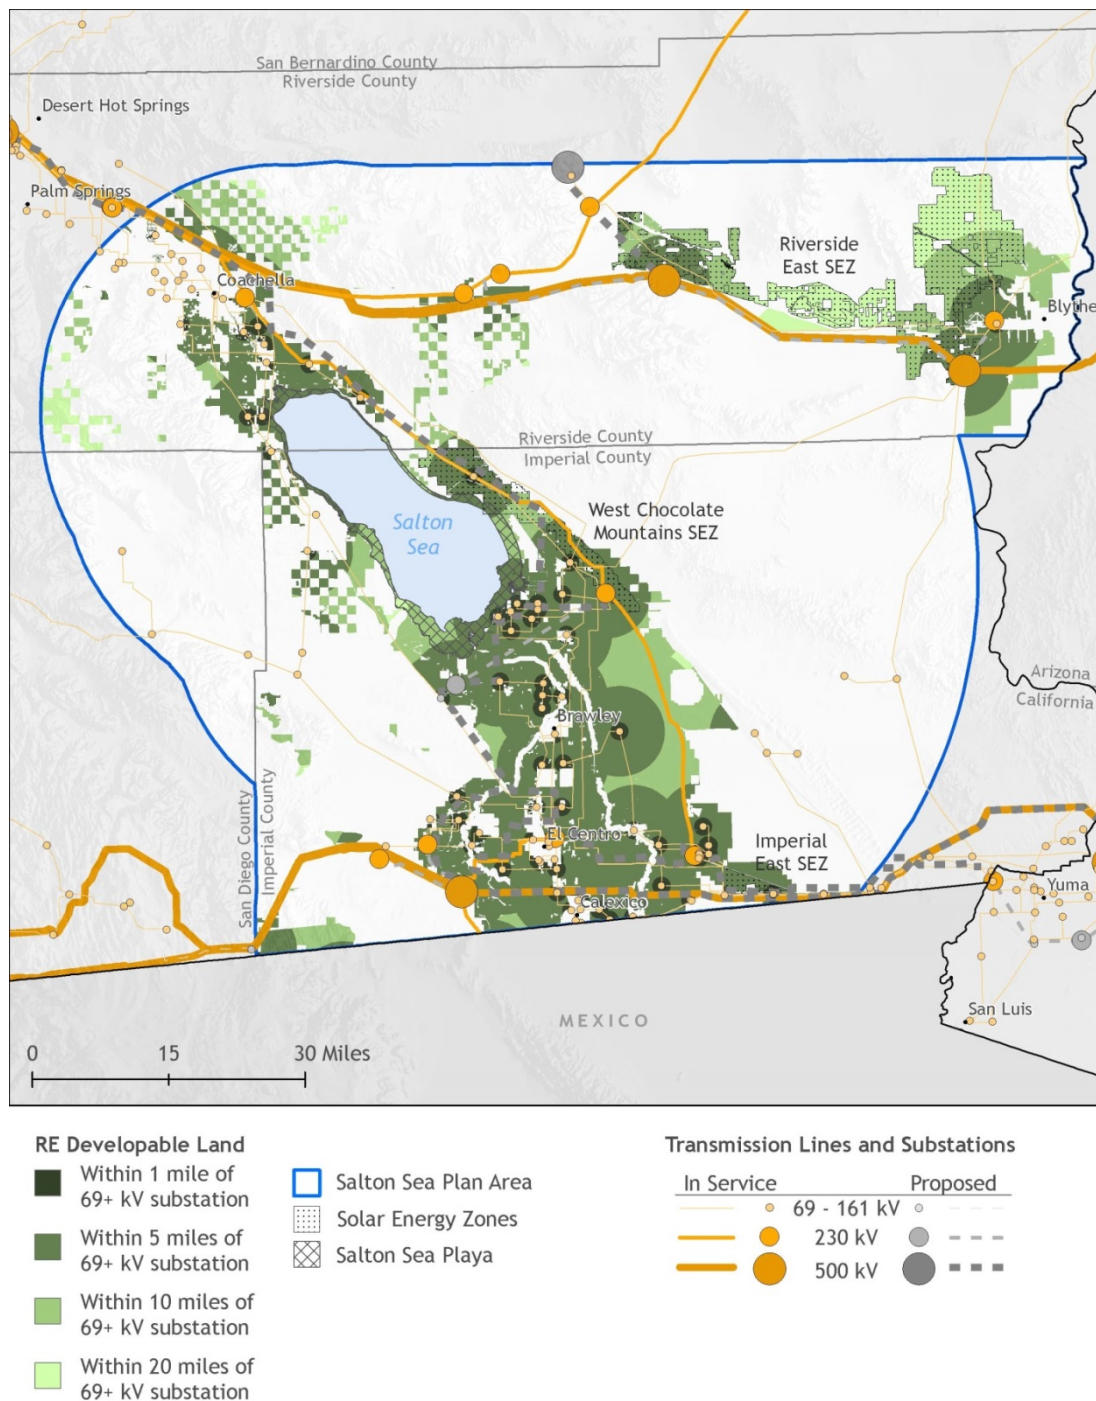 San Bernardino County
Riverside County
Desert Hot Springs
Palm Springs
Riverside
East SEZ
Coachella
Blythe
Riverside County
Imperial County
West Chocolate
Mountains SEZ
Salton
Sea
Arizona
California
Brawley
San Diego County
Imperial County
El Centro
Imperial
East SEZ
Calexico
Yuma
San Luis
MEXICO
0 15 30 Miles
RE Developable Land
Within 1 mile of
69+ kV substation
Within 5 miles of
69+ kV substation
Within 10 miles of
69+ kV substation
Within 20 miles of
69+ kV substation
Salton Sea Plan Area
Solar Energy Zones
Salton Sea Playa
Transmission Lines and Substations
In Service Proposed
69 - 161 kV
230 kV
500 kV